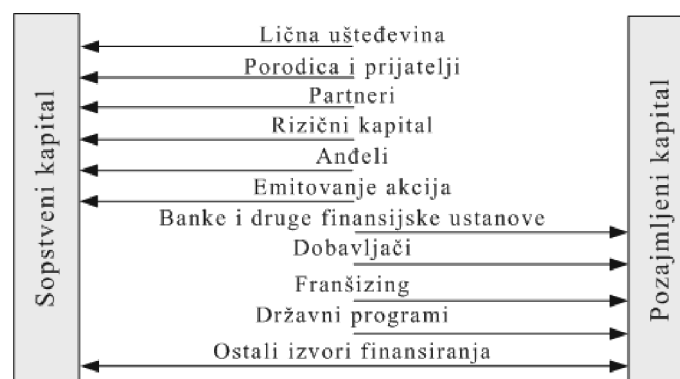 Sopstveni kapital
Lična ušteđevina
Porodica i prijatelji
Partneri
Rizični kapital
Anđeli
Emitovanje akcija
Banke i druge finansijske ustanove
Dobavljači
Franšizing
Državni programi
Ostali izvori finansiranja
Pozajmljeni kapital